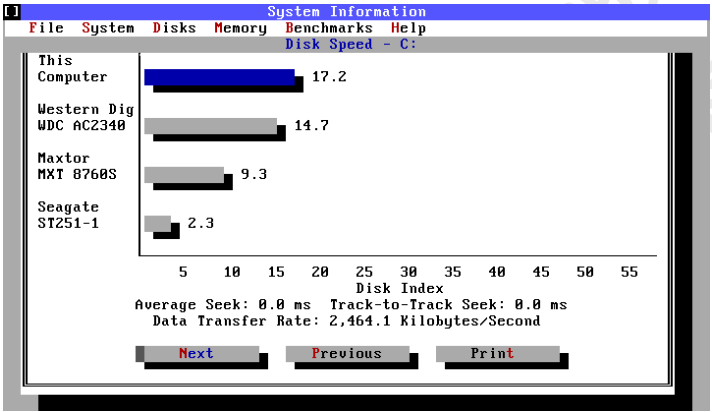 [ ] System Information
File System Disks Memory Benchmarks Help
Disk Speed - C:
This
Computer 17.2
Western Dig
WDC AC2340 14.7
Maxtor
MXT 8760S 9.3
Seagate
ST251-1 2.3
5 10 15 20 25 30 35 40 45 50 55
Disk Index
Average Seek: 0.0 ms Track-to-Track Seek: 0.0 ms
Data Transfer Rate: 2,464.1 Kilobytes/Second
Next Previous Print